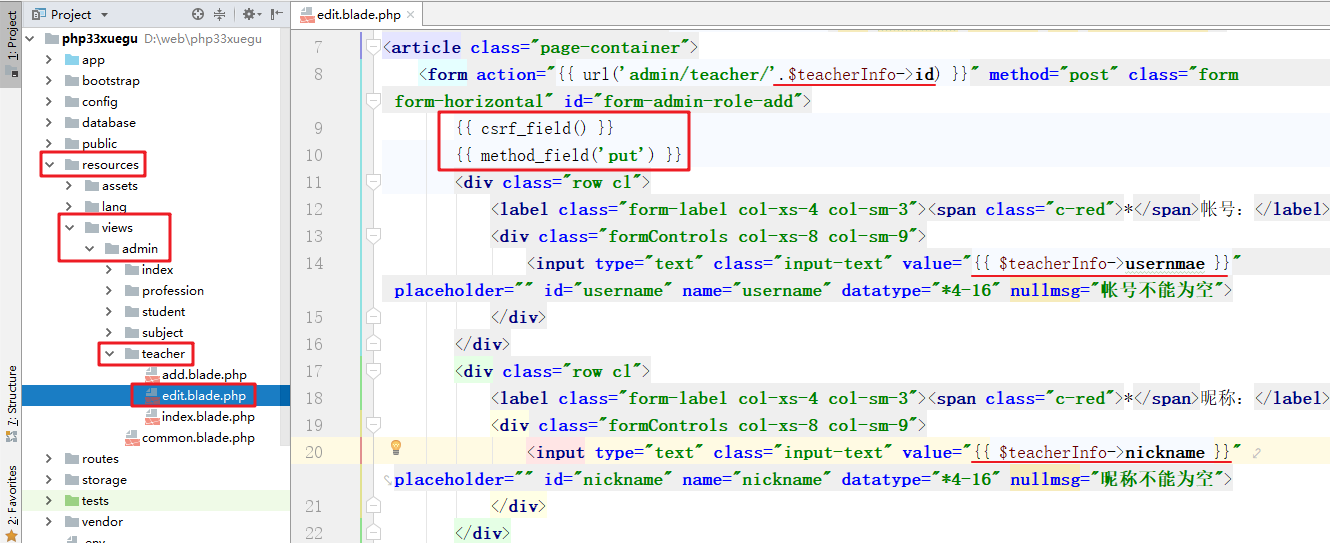 1: Project
7: Structure
2: Favorites
Project
php33xuegu D:\web\php33xuegu
app
bootstrap
config
database
public
resources
assets
lang
views
admin
index
profession
student
subject
teacher
add.blade.php
edit.blade.php
index.blade.php
common.blade.php
routes
storage
tests
vendor
.env
edit.blade.php
7 <article class="page-container">
8 <form action="{{ url('admin/teacher/'.$teacherInfo->id) }}" method="post" class="form
form-horizontal" id="form-admin-role-add">
9 {{ csrf_field() }}
10 {{ method_field('put') }}
11 <div class="row cl">
12 <label class="form-label col-xs-4 col-sm-3"><span class="c-red">*</span>帐号：</label>
13 <div class="formControls col-xs-8 col-sm-9">
14 <input type="text" class="input-text" value="{{ $teacherInfo->usernmae }}"
placeholder="" id="username" name="username" datatype="*4-16" nullmsg="帐号不能为空">
15 </div>
16 </div>
17 <div class="row cl">
18 <label class="form-label col-xs-4 col-sm-3"><span class="c-red">*</span>昵称：</label>
19 <div class="formControls col-xs-8 col-sm-9">
20 <input type="text" class="input-text" value="{{ $teacherInfo->nickname }}"
placeholder="" id="nickname" name="nickname" datatype="*4-16" nullmsg="昵称不能为空">
21 </div>
22 </div>